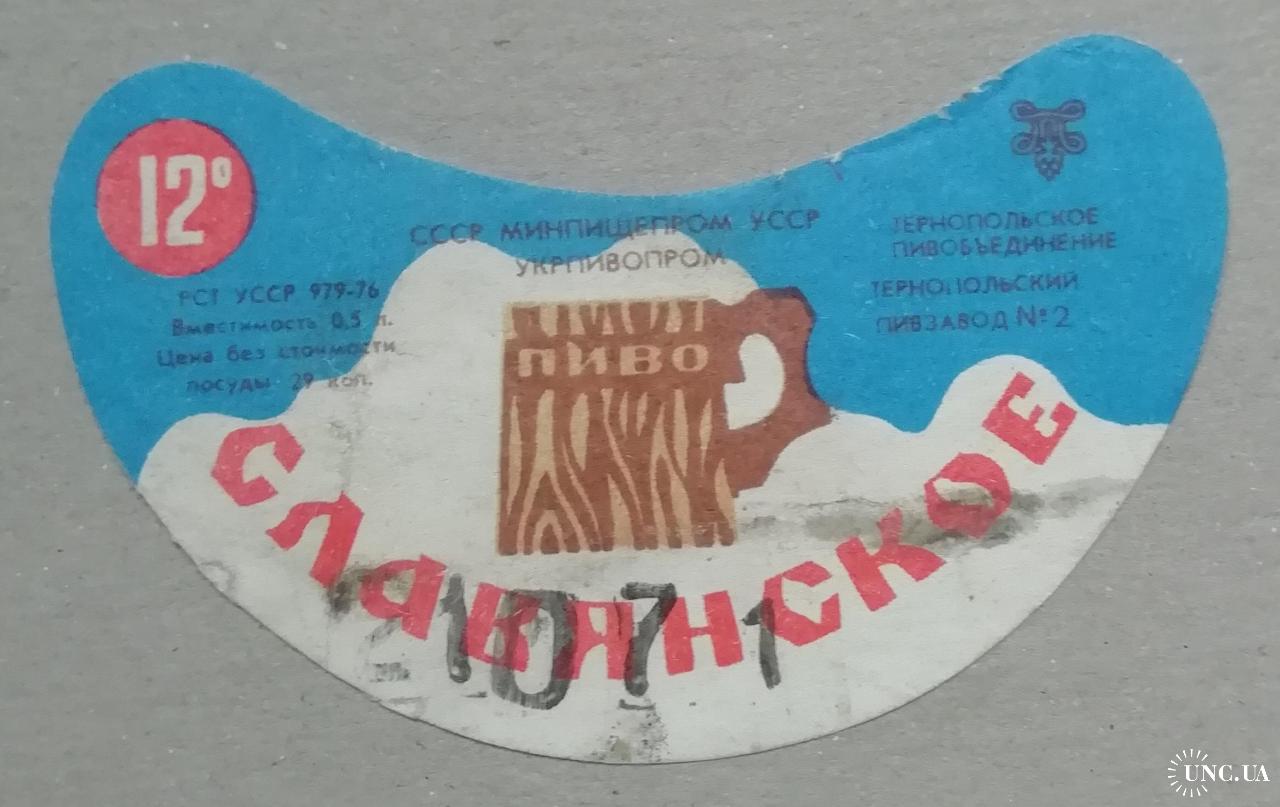 12°
СССР МИНПИЩЕПРОМ УССР
УКРПИВОПРОМ
РСТ УССР 979-76
Вместимость 0,5 л.
Цена без стоимости
посуды 29 коп.
ТЕРНОПОЛЬСКОЕ
ПИВОБЪЕДИНЕНИЕ
ТЕРНОПОЛЬСКИЙ
ПИВЗАВОД №2
ПИВО
СЛАВЯНСКОЕ
1071
UNC.UA